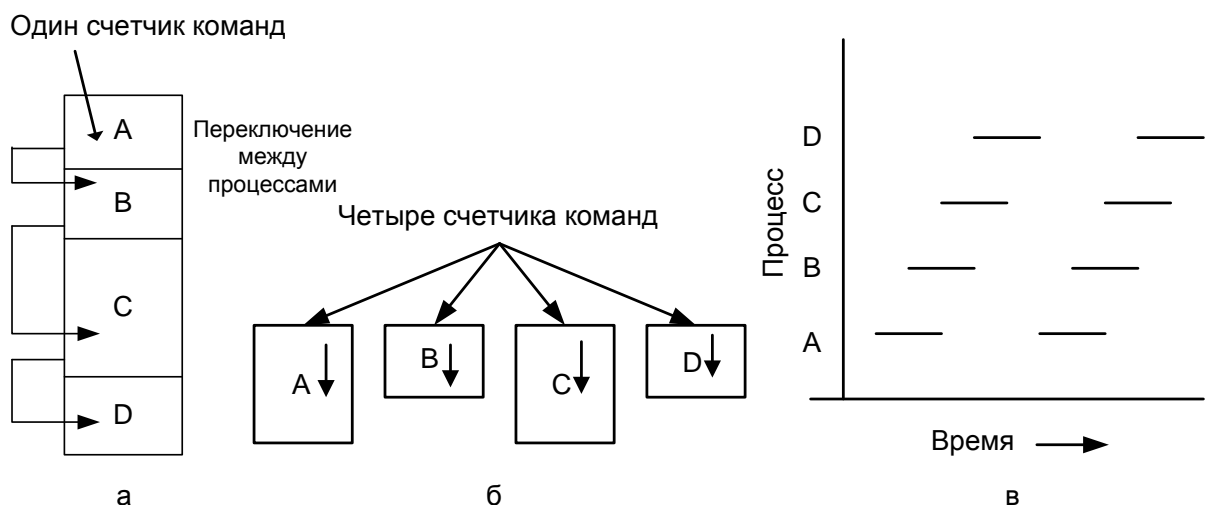 Один счетчик команд
A
B
C
D
Переключение
между
процессами
а
Четыре счетчика команд
A
B
C
D
б
Процесс
D
C
B
A
Время
в